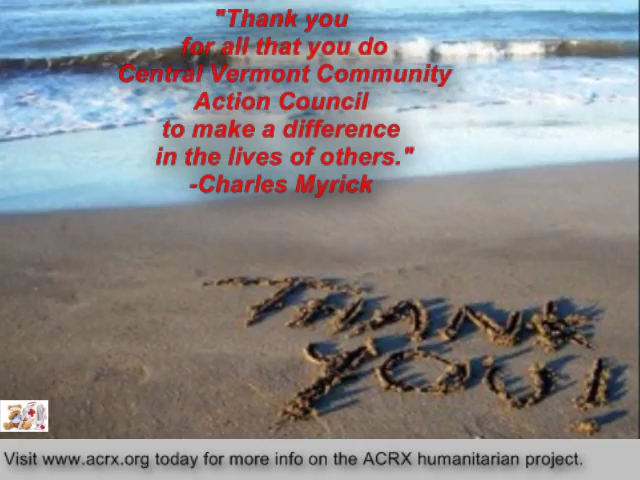 "Thank you
for all that you do
Central Vermont Community
Action Council
to make a difference
in the lives of others."
-Charles Myrick
THANK
YOU!
Visit www.acrx.org today for more info on the ACRX humanitarian project.